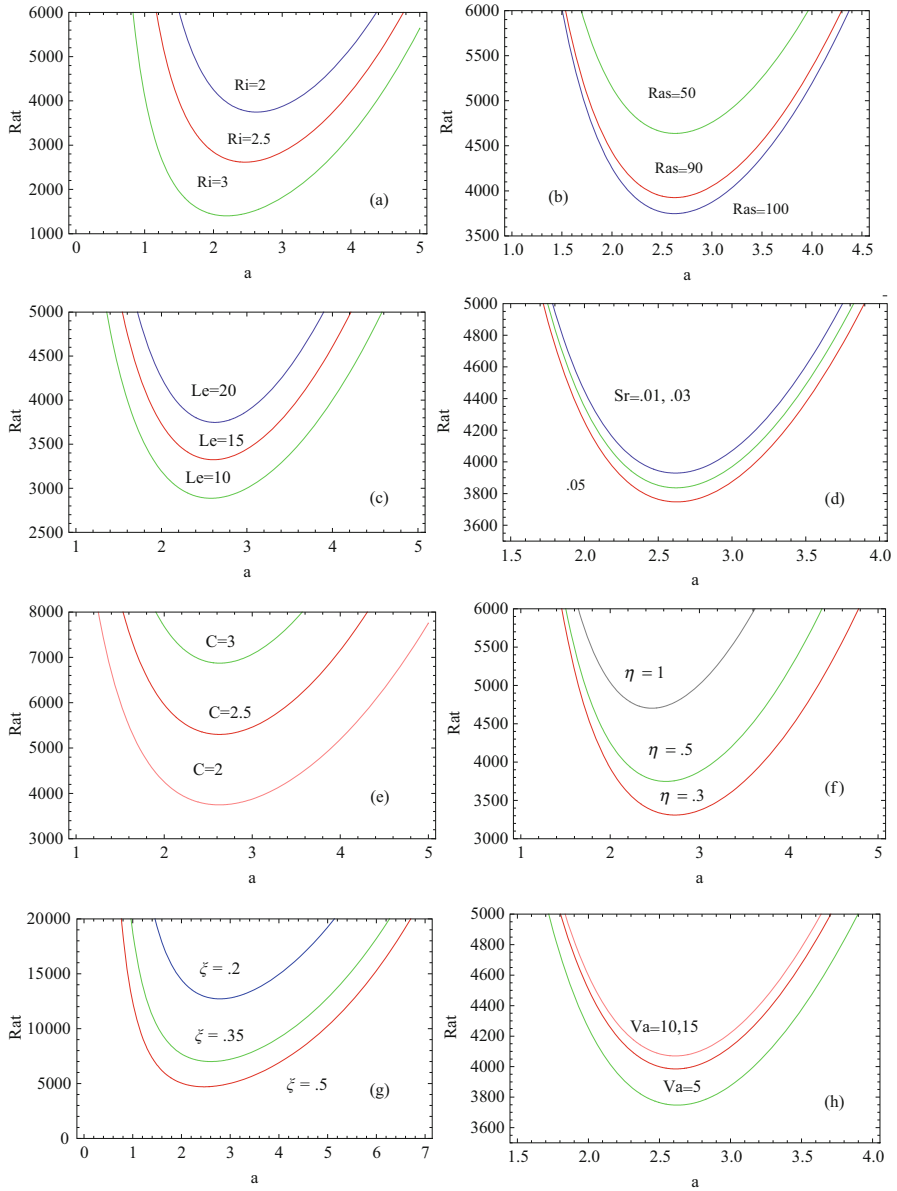 6000
5000
4000
3000
2000
1000
Rat
Ri=2
Ri=2.5
Ri=3
(a)
0 1 2 3 4 5
a
6000
5500
5000
4500
4000
3500
Rat
Ras=50
Ras=90
Ras=100
(b)
1.0 1.5 2.0 2.5 3.0 3.5 4.0 4.5
a
5000
4500
4000
3500
3000
2500
Rat
Le=20
Le=15
Le=10
(c)
1 2 3 4 5
a
5000
4800
4600
4400
4200
4000
3800
3600
Rat
Sr=.01, .03
.05
(d)
1.5 2.0 2.5 3.0 3.5 4.0
a
8000
7000
6000
5000
4000
3000
Rat
C=3
C=2.5
C=2
(e)
1 2 3 4 5
a
6000
5500
5000
4500
4000
3500
3000
Rat
η = 1
η = .5
η = .3
(f)
1 2 3 4 5
a
20000
15000
10000
5000
0
Rat
ξ = .2
ξ = .35
ξ = .5
(g)
0 1 2 3 4 5 6 7
a
5000
4800
4600
4400
4200
4000
3800
3600
Rat
Va=10,15
Va=5
(h)
1.5 2.0 2.5 3.0 3.5 4.0
a